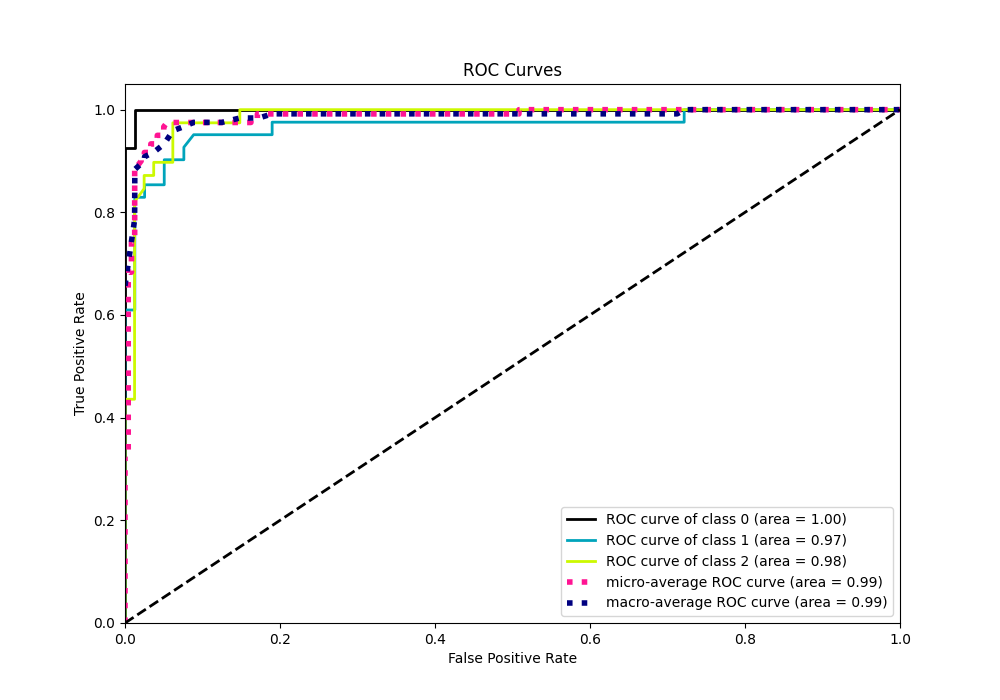 ROC Curves
True Positive Rate
1.0
0.8
0.6
0.4
0.2
0.0
0.0 0.2 0.4 0.6 0.8 1.0
False Positive Rate
ROC curve of class 0 (area = 1.00)
ROC curve of class 1 (area = 0.97)
ROC curve of class 2 (area = 0.98)
micro-average ROC curve (area = 0.99)
macro-average ROC curve (area = 0.99)